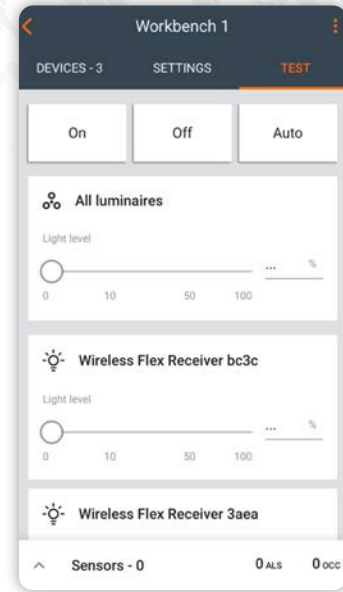 Workbench 1
DEVICES - 3 SETTINGS TEST
On Off Auto
All luminaires
Light level
... %
0 10 50 100
Wireless Flex Receiver bc3c
Light level
... %
0 10 50 100
Wireless Flex Receiver 3aea
Sensors - 0 0 ALS 0 OCC